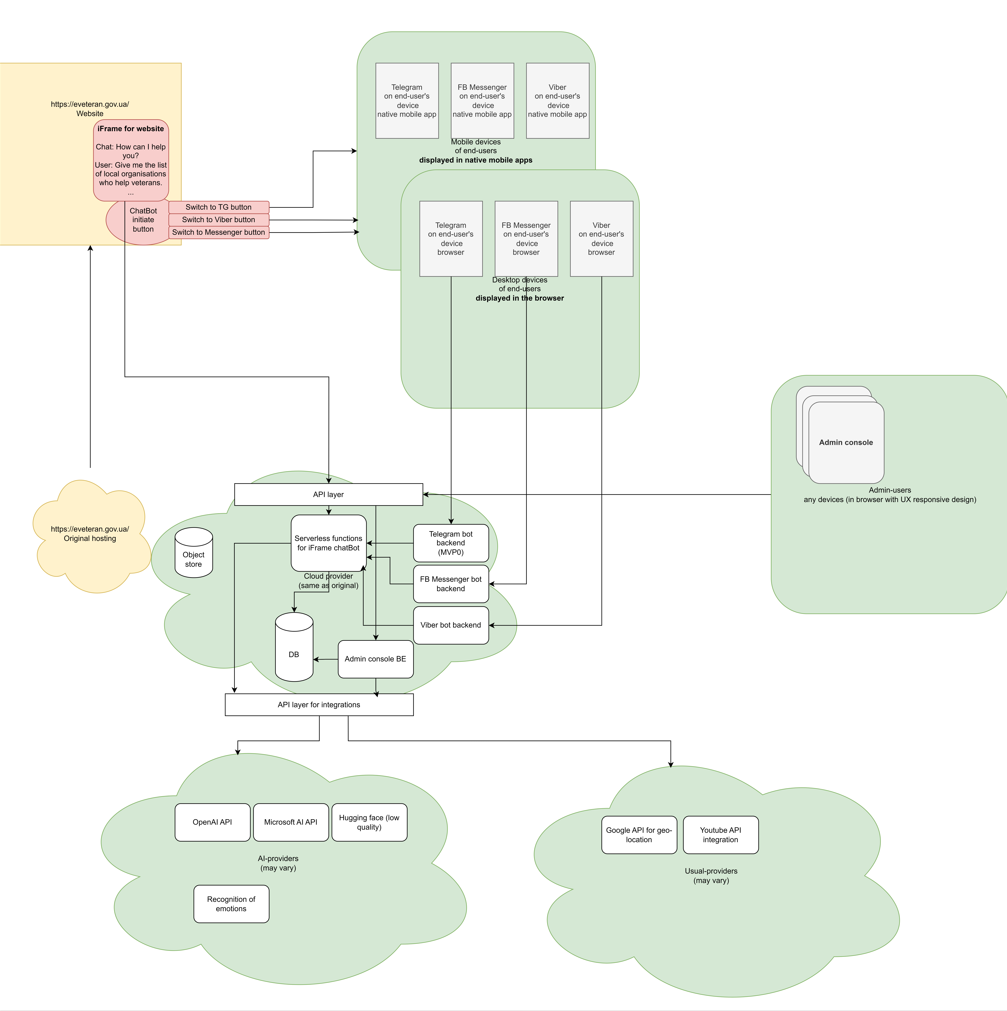 https://eveteran.gov.ua/
Website
iFrame for website
Chat: How can I help
you?
User: Give me the list
of local organisations
who help veterans.
...
ChatBot
initiate
button
Switch to TG button
Switch to Viber button
Switch to Messenger button
Telegram
on end-user's
device
native mobile app
FB Messenger
on end-user's
device
native mobile app
Viber
on end-user's
device
native mobile app
Mobile devices
of end-users
displayed in native mobile apps
Telegram
on end-user's
device
browser
FB Messenger
on end-user's
device
browser
Viber
on end-user's
device
browser
Desktop devices
of end-users
displayed in the browser
Admin console
Admin-users
any devices (in browser with UX responsive design)
https://eveteran.gov.ua/
Original hosting
API layer
Object
store
Serverless functions
for iFrame chatBot
Cloud provider
(same as original)
Telegram bot
backend
(MVP0)
FB Messenger bot
backend
Viber bot backend
DB
Admin console BE
API layer for integrations
OpenAI API
Microsoft AI API
Hugging face (low
quality)
AI-providers
(may vary)
Recognition of
emotions
Google API for geo-
location
Youtube API
integration
Usual-providers
(may vary)